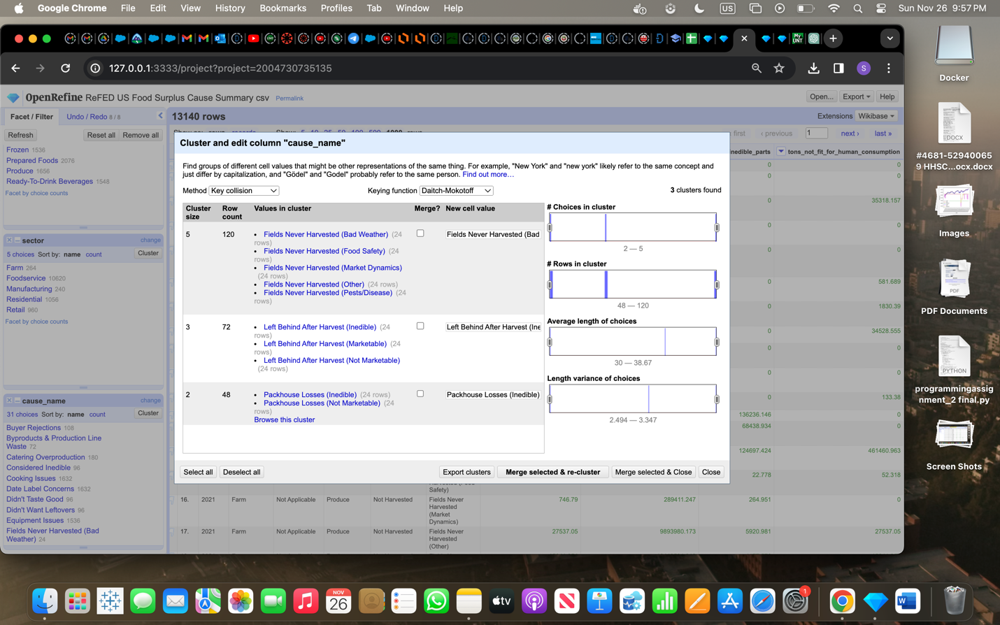 Google Chrome File Edit View History Bookmarks Profiles Tab Window Help US Sun Nov 26 9:57 PM
127.0.0.1:3333/project?project=2004730735135 S
OpenRefine ReFED US Food Surplus Cause Summary csv Permalink Open... Export Help
Facet / Filter Undo / Redo 8 / 8 13140 rows Extensions Wikibase
Refresh Reset all Remove all first ‹ previous 1 next › last »
Frozen 1536
Prepared Foods 2076
Produce 1656
Ready-To-Drink Beverages 1548
Facet by choice counts
sector change
5 choices Sort by: name count Cluster
Farm 264
Foodservice 10620
Manufacturing 240
Residential 1056
Retail 960
Facet by choice counts
cause_name change
31 choices Sort by: name count Cluster
Buyer Rejections 108
Byproducts & Production Line
Waste 72
Catering Overproduction 180
Considered Inedible 96
Cooking Issues 1632
Date Label Concerns 1632
Didn't Taste Good 96
Didn't Want Leftovers 96
Equipment Issues 1536
Fields Never Harvested (Bad
Weather) 24
Cluster and edit column "cause_name"
Find groups of different cell values that might be other representations of the same thing. For example, "New York" and "new york" likely refer to the same concept and
just differ by capitalization, and "Gödel" and "Godel" probably refer to the same person. Find out more...
Method Key collision Keying function Daitch-Mokotoff 3 clusters found
Cluster size Row count Values in cluster Merge? New cell value
5 120 • Fields Never Harvested (Bad Weather) (24 Fields Never Harvested (Bad
rows)
• Fields Never Harvested (Food Safety) (24
rows)
• Fields Never Harvested (Market Dynamics)
(24 rows)
• Fields Never Harvested (Other) (24 rows)
• Fields Never Harvested (Pests/Disease) (24
rows)
3 72 • Left Behind After Harvest (Inedible) (24 Left Behind After Harvest (Ine
rows)
• Left Behind After Harvest (Marketable) (24
rows)
• Left Behind After Harvest (Not Marketable)
(24 rows)
2 48 • Packhouse Losses (Inedible) (24 rows) Packhouse Losses (Inedible)
• Packhouse Losses (Not Marketable) (24
rows)
Browse this cluster
# Choices in cluster
2 — 5
# Rows in cluster
48 — 120
Average length of choices
30 — 38.67
Length variance of choices
2.494 — 3.347
Select all Deselect all Export clusters Merge selected & re-cluster Merge selected & Close Close
nedible_parts tons_not_fit_for_human_consumption
0 0
0 0
0 35318.157
0 0
0 0
0 581.689
0 1830.39
0 34528.555
0 0
0 0
0 133.38
136236.146 0
68438.934 0
124697.424 461460.963
22.778 52.318
Safety)
16. 2021 Farm Not Applicable Produce Not Harvested Fields Never 746.79 289411.247 264.951 0
Harvested
(Market
Dynamics)
17. 2021 Farm Not Applicable Produce Not Harvested Fields Never 27537.05 9893980.173 5920.981 27537.05
Harvested
(Other)
Docker
DOCX
#4681-52940065
9 HHSC...ocx.docx
Images
PDF
PDF Documents
PYTHON
programmingassig
nment_2 final.py
Screen Shots
NOV
26
tv
1